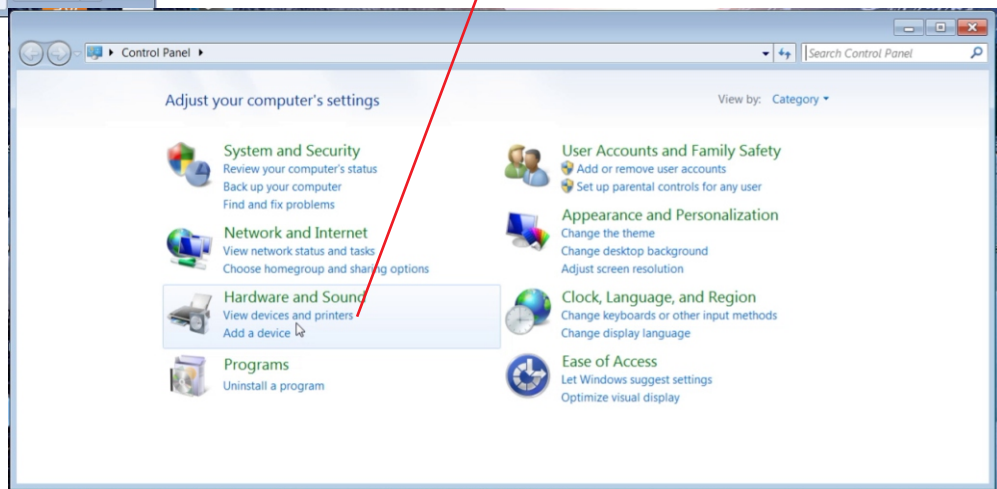 Control Panel
Search Control Panel
Adjust your computer's settings
View by: Category
System and Security
Review your computer's status
Back up your computer
Find and fix problems
Network and Internet
View network status and tasks
Choose homegroup and sharing options
Hardware and Sound
View devices and printers
Add a device
Programs
Uninstall a program
User Accounts and Family Safety
Add or remove user accounts
Set up parental controls for any user
Appearance and Personalization
Change the theme
Change desktop background
Adjust screen resolution
Clock, Language, and Region
Change keyboards or other input methods
Change display language
Ease of Access
Let Windows suggest settings
Optimize visual display